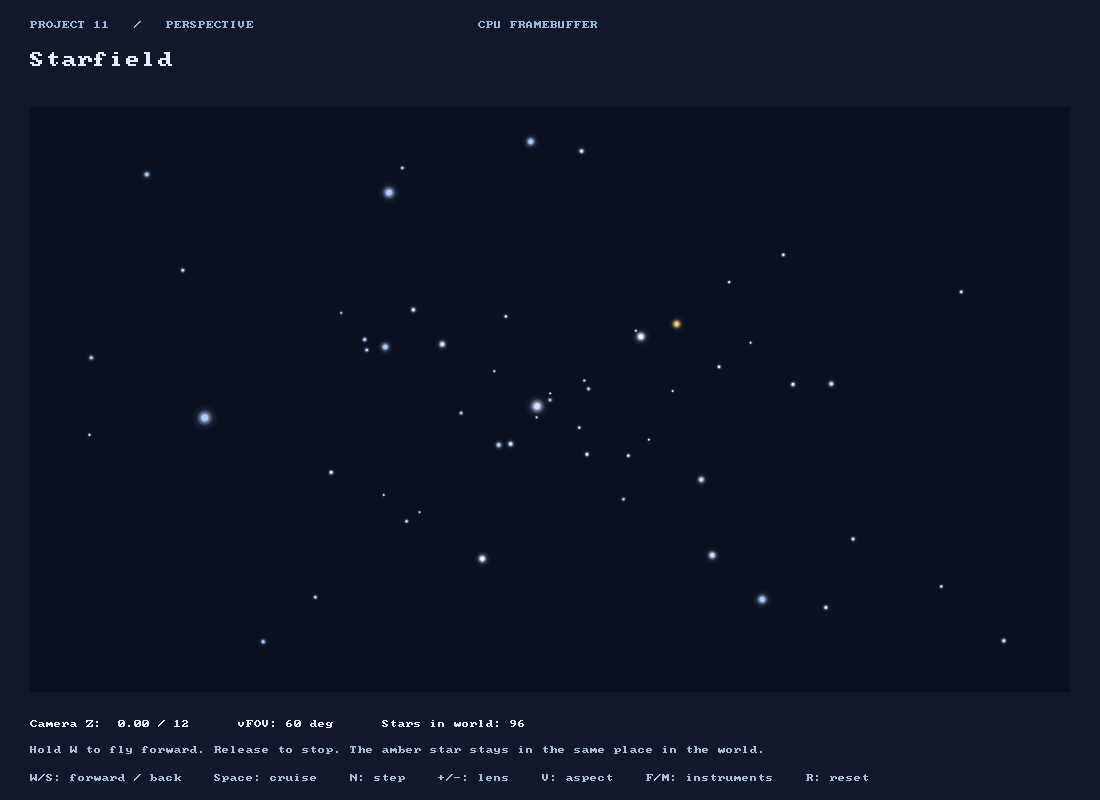 PROJECT 11 / PERSPECTIVE CPU FRAMEBUFFER
Starfield
Camera Z: 0.00 / 12 vFOV: 60 deg Stars in world: 96
Hold W to fly forward. Release to stop. The amber star stays in the same place in the world.
W/S: forward / back Space: cruise N: step +/-: lens V: aspect F/M: instruments R: reset